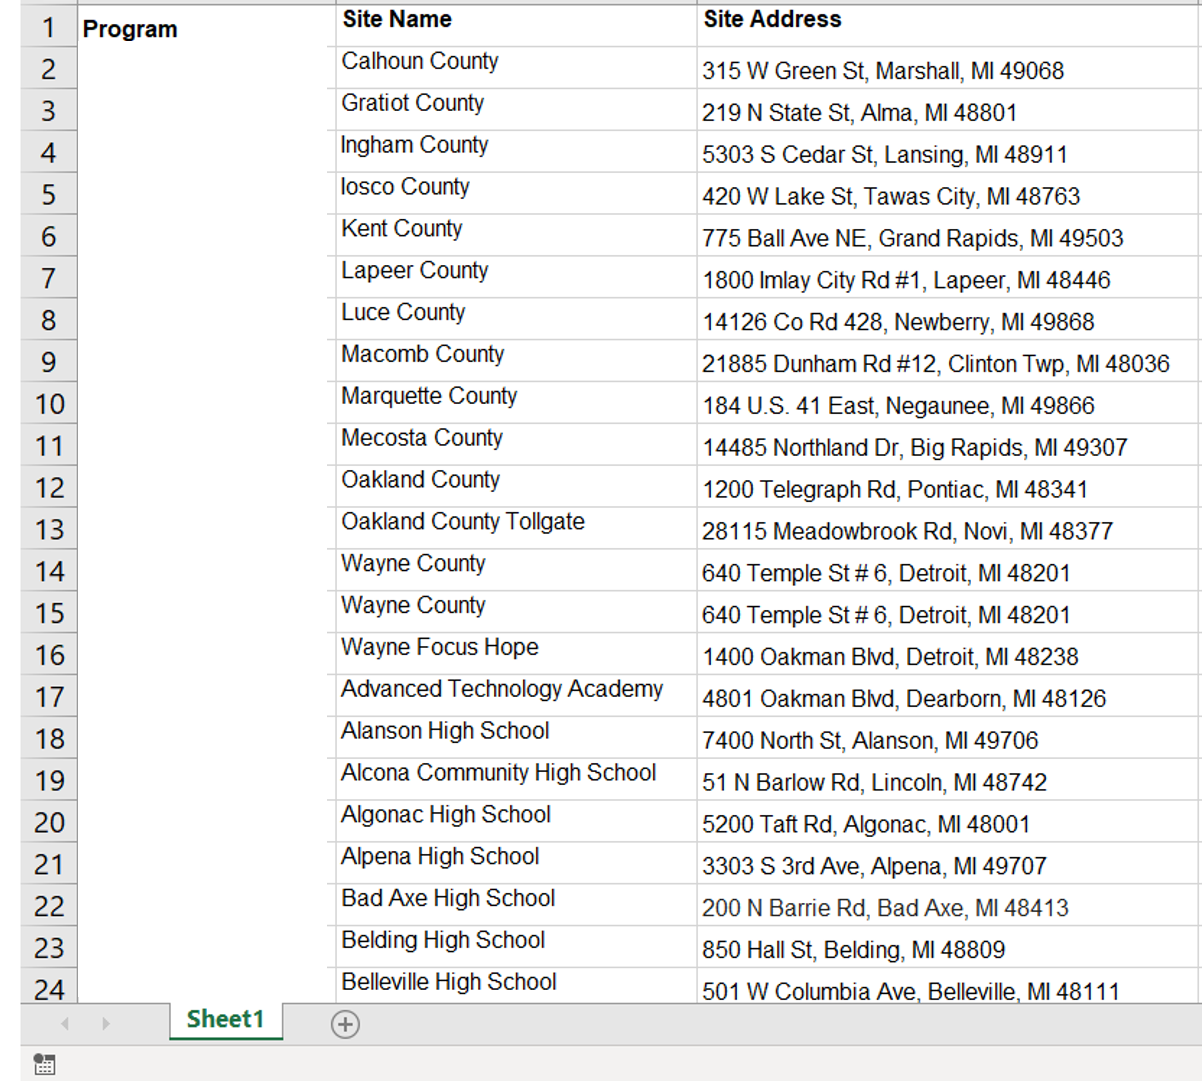 1 Program Site Name Site Address
2 Calhoun County 315 W Green St, Marshall, MI 49068
3 Gratiot County 219 N State St, Alma, MI 48801
4 Ingham County 5303 S Cedar St, Lansing, MI 48911
5 Iosco County 420 W Lake St, Tawas City, MI 48763
6 Kent County 775 Ball Ave NE, Grand Rapids, MI 49503
7 Lapeer County 1800 Imlay City Rd #1, Lapeer, MI 48446
8 Luce County 14126 Co Rd 428, Newberry, MI 49868
9 Macomb County 21885 Dunham Rd #12, Clinton Twp, MI 48036
10 Marquette County 184 U.S. 41 East, Negaunee, MI 49866
11 Mecosta County 14485 Northland Dr, Big Rapids, MI 49307
12 Oakland County 1200 Telegraph Rd, Pontiac, MI 48341
13 Oakland County Tollgate 28115 Meadowbrook Rd, Novi, MI 48377
14 Wayne County 640 Temple St # 6, Detroit, MI 48201
15 Wayne County 640 Temple St # 6, Detroit, MI 48201
16 Wayne Focus Hope 1400 Oakman Blvd, Detroit, MI 48238
17 Advanced Technology Academy 4801 Oakman Blvd, Dearborn, MI 48126
18 Alanson High School 7400 North St, Alanson, MI 49706
19 Alcona Community High School 51 N Barlow Rd, Lincoln, MI 48742
20 Algonac High School 5200 Taft Rd, Algonac, MI 48001
21 Alpena High School 3303 S 3rd Ave, Alpena, MI 49707
22 Bad Axe High School 200 N Barrie Rd, Bad Axe, MI 48413
23 Belding High School 850 Hall St, Belding, MI 48809
24 Belleville High School 501 W Columbia Ave, Belleville, MI 48111
Sheet1